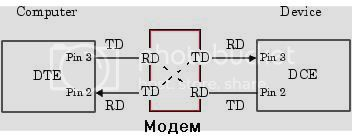 Computer Device
TD RD
Pin 3 RD TD Pin 3
DTE DCE
Pin 2 TD RD Pin 2
RD TD
Модем